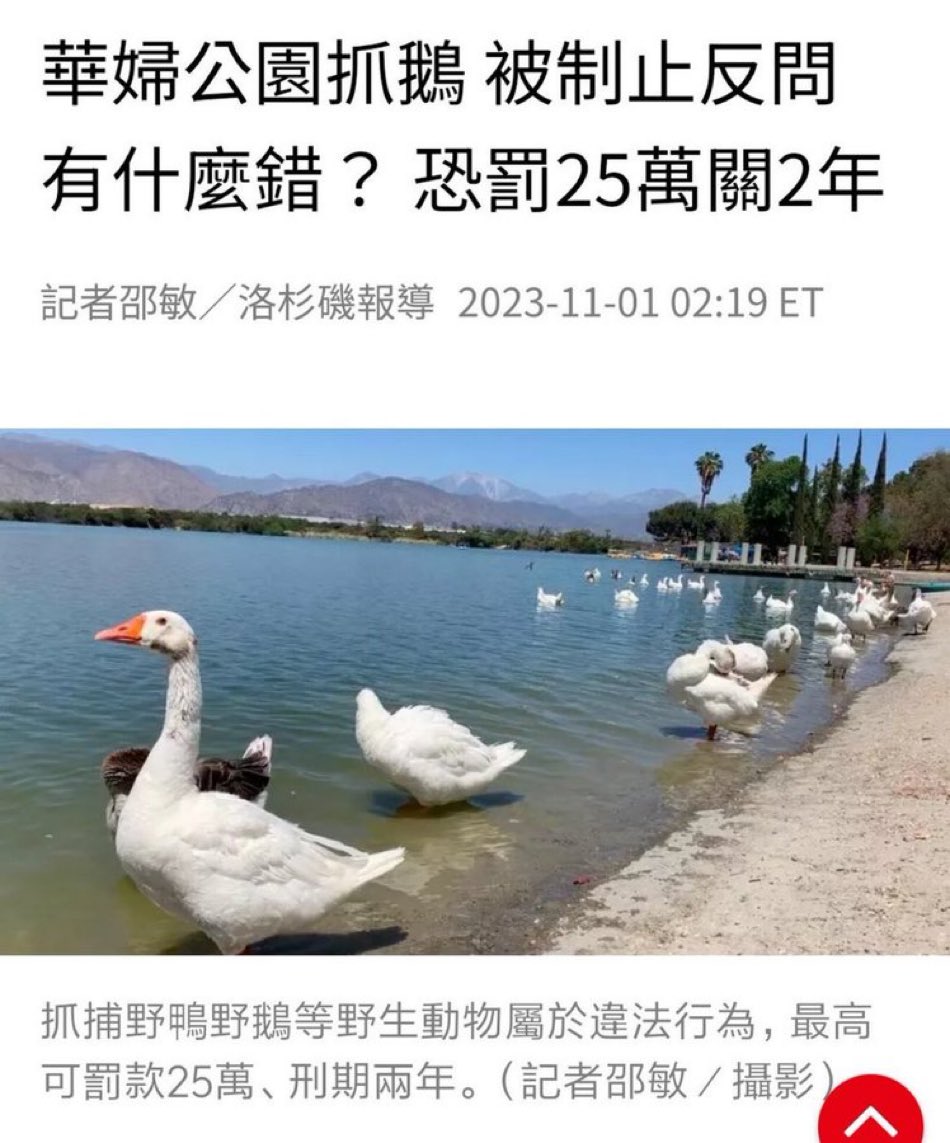 華婦公園抓鵝 被制止反問
有什麼錯？ 恐罰25萬關2年
記者邵敏／洛杉磯報導 2023-11-01 02:19 ET
抓捕野鴨野鵝等野生動物屬於違法行為，最高
可罰款25萬、刑期兩年。（記者邵敏／攝影）